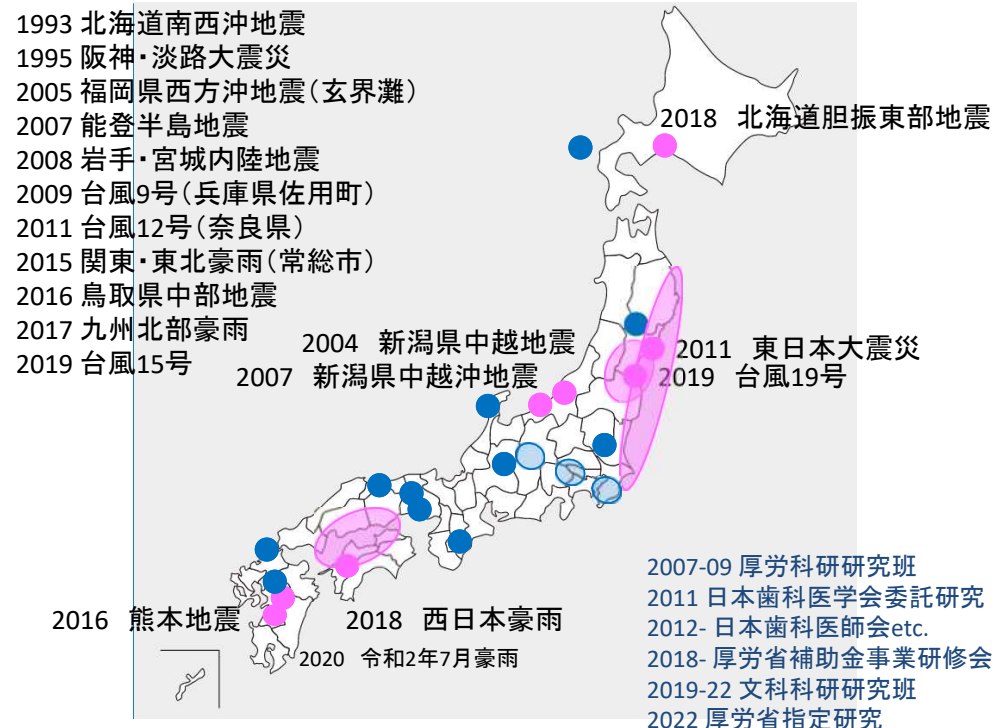 1993 北海道南西沖地震
1995 阪神・淡路大震災
2005 福岡県西方沖地震（玄界灘）
2007 能登半島地震
2008 岩手・宮城内陸地震
2009 台風9号（兵庫県佐用町）
2011 台風12号（奈良県）
2015 関東・東北豪雨（常総市）
2016 鳥取県中部地震
2017 九州北部豪雨
2019 台風15号
2018 北海道胆振東部地震
2004 新潟県中越地震
2007 新潟県中越沖地震
2011 東日本大震災
2019 台風19号
2016 熊本地震
2018 西日本豪雨
2020 令和2年7月豪雨
2007-09 厚労科研研究班
2011 日本歯科医学会委託研究
2012- 日本歯科医師会etc.
2018- 厚労省補助金事業研修会
2019-22 文科科研研究班
2022 厚労省指定研究